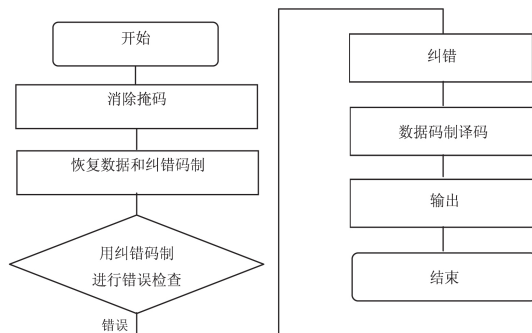 开始
消除掩码
恢复数据和纠错码制
用纠错码制
进行错误检查
错误
纠错
数据码制译码
输出
结束